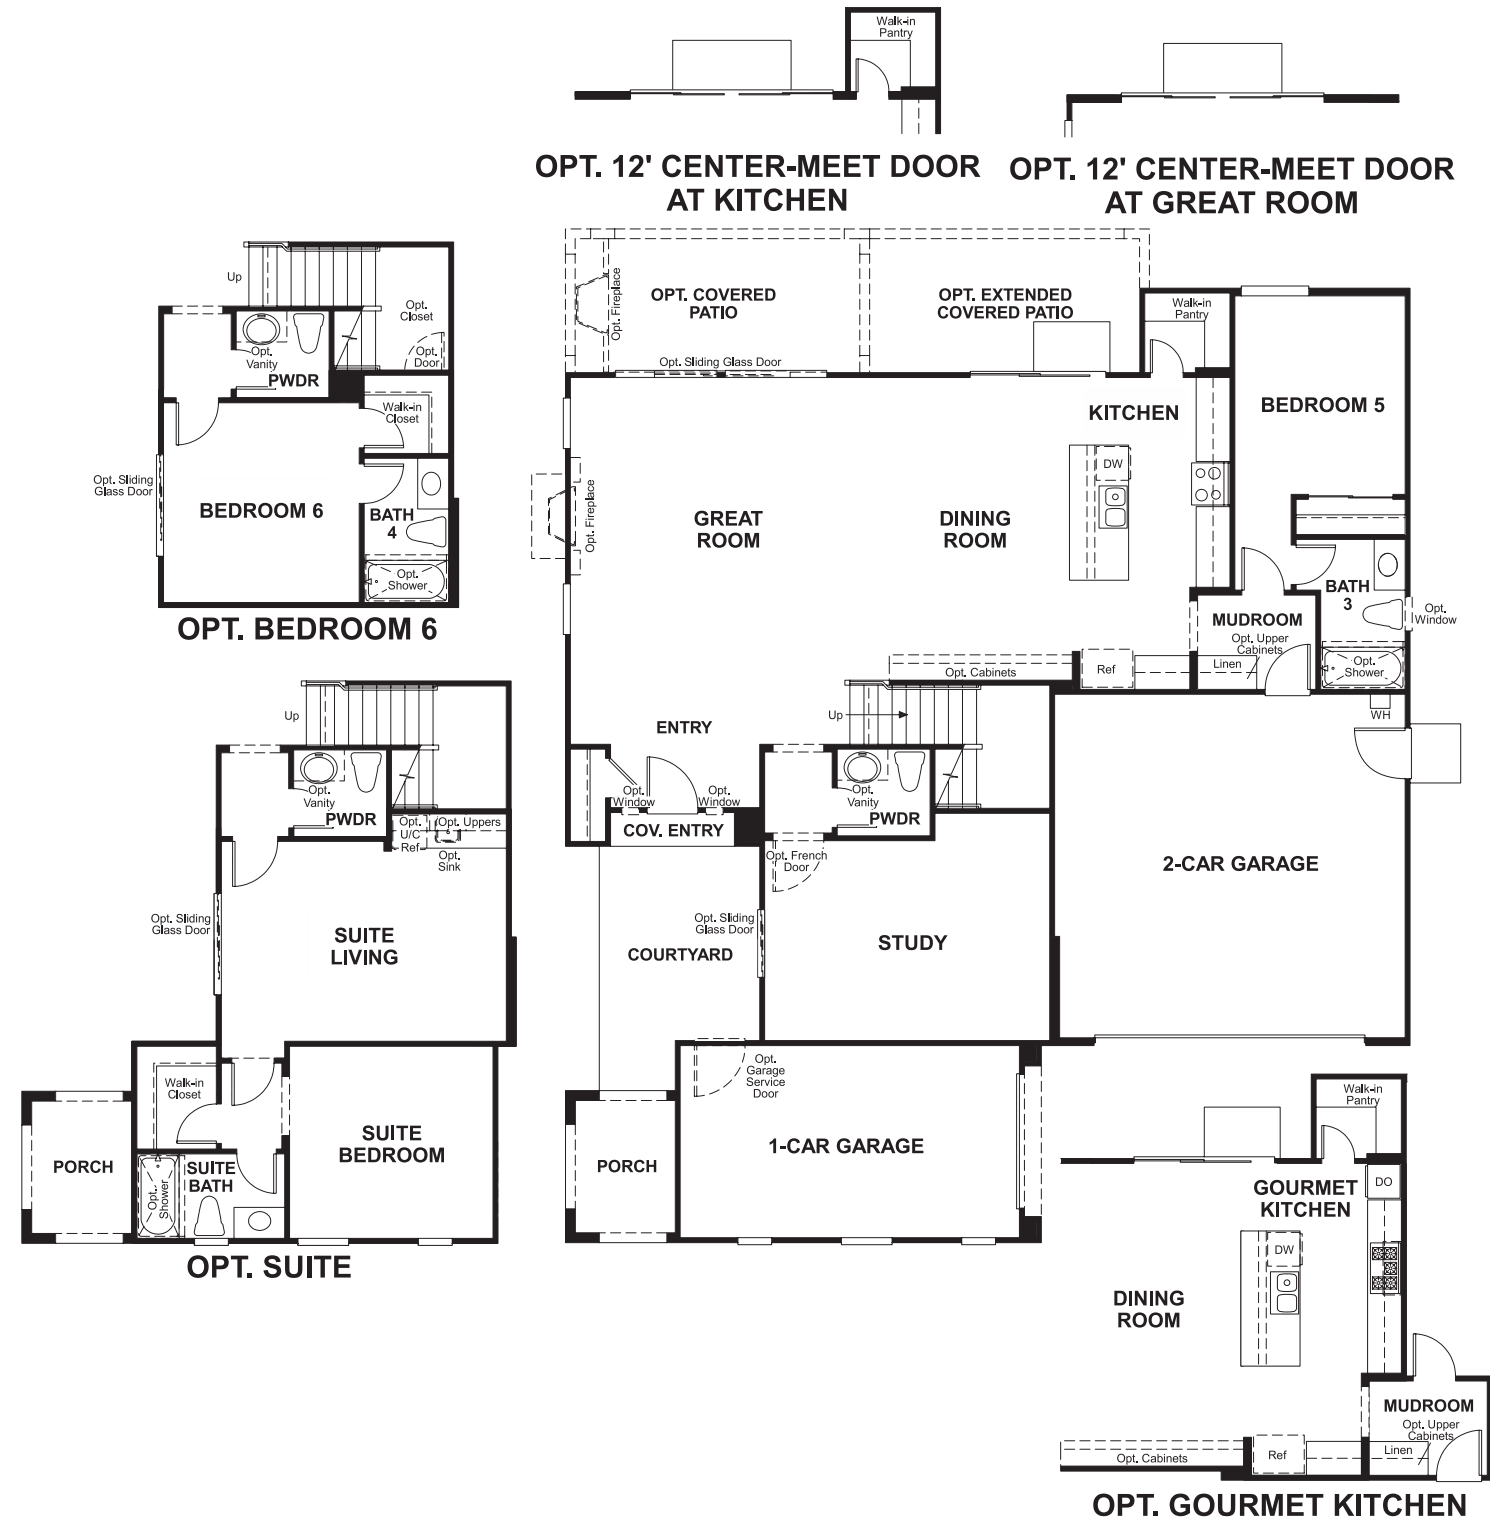 Walk-in
Pantry
OPT. 12' CENTER-MEET DOOR
AT KITCHEN
OPT. 12' CENTER-MEET DOOR
AT GREAT ROOM
Up
Opt.
Closet
Opt.
Door
Opt.
Vanity
PWDR
Walk-in
Closet
Opt. Sliding
Glass Door
BEDROOM 6
BATH
4
Opt.
Shower
OPT. BEDROOM 6
Opt. Fireplace
OPT. COVERED
PATIO
OPT. EXTENDED
COVERED PATIO
Walk-in
Pantry
Opt. Sliding Glass Door
KITCHEN
BEDROOM 5
DW
Opt. Fireplace
GREAT
ROOM
DINING
ROOM
BATH
3
Opt.
Window
MUDROOM
Opt. Upper
Cabinets
Linen
Opt.
Shower
Opt. Cabinets
Ref
Up
WH
ENTRY
Opt.
Window
Opt.
Window
COV. ENTRY
Opt.
Vanity
PWDR
Opt. French
Door
2-CAR GARAGE
Opt. Sliding
Glass Door
COURTYARD
STUDY
Opt.
Garage
Service
Door
1-CAR GARAGE
PORCH
Up
Opt.
Vanity
PWDR
Opt.
U/C
Ref
Opt. Uppers
Opt.
Sink
Opt. Sliding
Glass Door
SUITE
LIVING
Walk-in
Closet
SUITE
BEDROOM
PORCH
SUITE
BATH
Opt.
Shower
OPT. SUITE
Walk-in
Pantry
GOURMET
KITCHEN
DO
DW
DINING
ROOM
MUDROOM
Opt. Upper
Cabinets
Linen
Opt. Cabinets
Ref
OPT. GOURMET KITCHEN